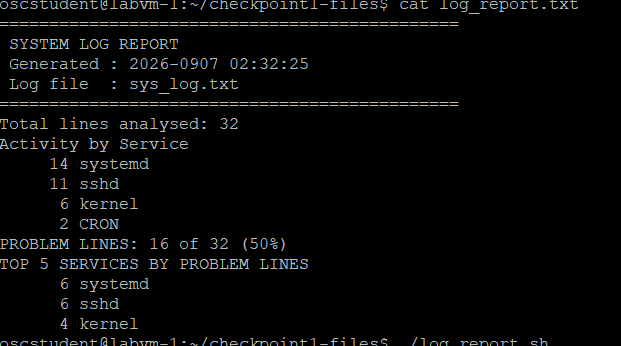 oscstudent@labvm-1:~/checkpoint1-files$ cat log_report.txt
==============================================
 SYSTEM LOG REPORT
 Generated : 2026-0907 02:32:25
 Log file  : sys_log.txt
==============================================
Total lines analysed: 32
Activity by Service
     14 systemd
     11 sshd
      6 kernel
      2 CRON
PROBLEM LINES: 16 of 32 (50%)
TOP 5 SERVICES BY PROBLEM LINES
      6 systemd
      6 sshd
      4 kernel
oscstudent@labvm-1:~/checkpoint1-files$ ./log_report.sh